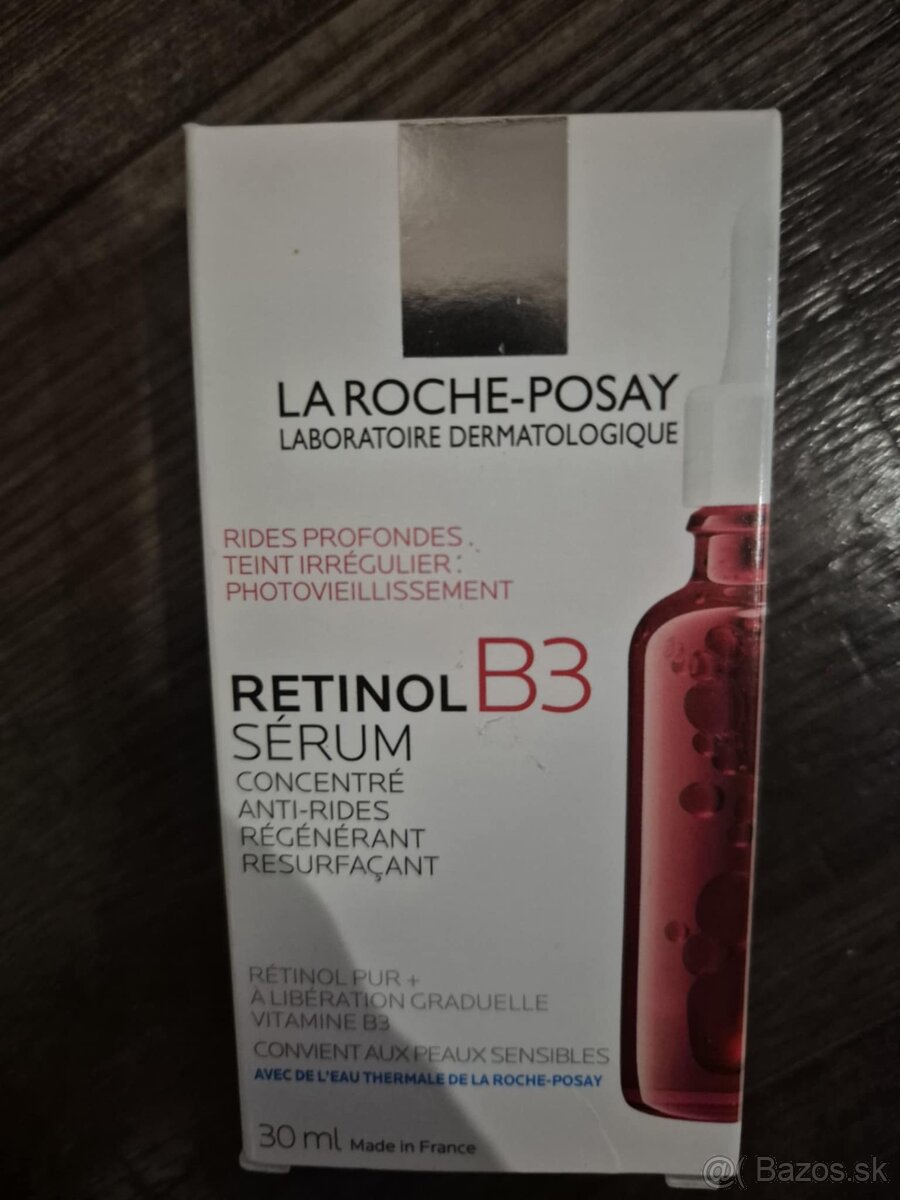 LA ROCHE-POSAY
LABORATOIRE DERMATOLOGIQUE
RIDES PROFONDES
TEINT IRRÉGULIER
PHOTOVIEILLISSEMENT
RETINOL B3
SÉRUM
CONCENTRÉ
ANTI-RIDES
RÉGÉNÉRANT
RESURFAÇANT
RÉTINOL PUR +
À LIBÉRATION GRADUELLE
VITAMINE B3
CONVIENT AUX PEAUX SENSIBLES
AVEC DE L'EAU THERMALE DE LA ROCHE-POSAY
30 ml Made in France
@( Bazos.sk